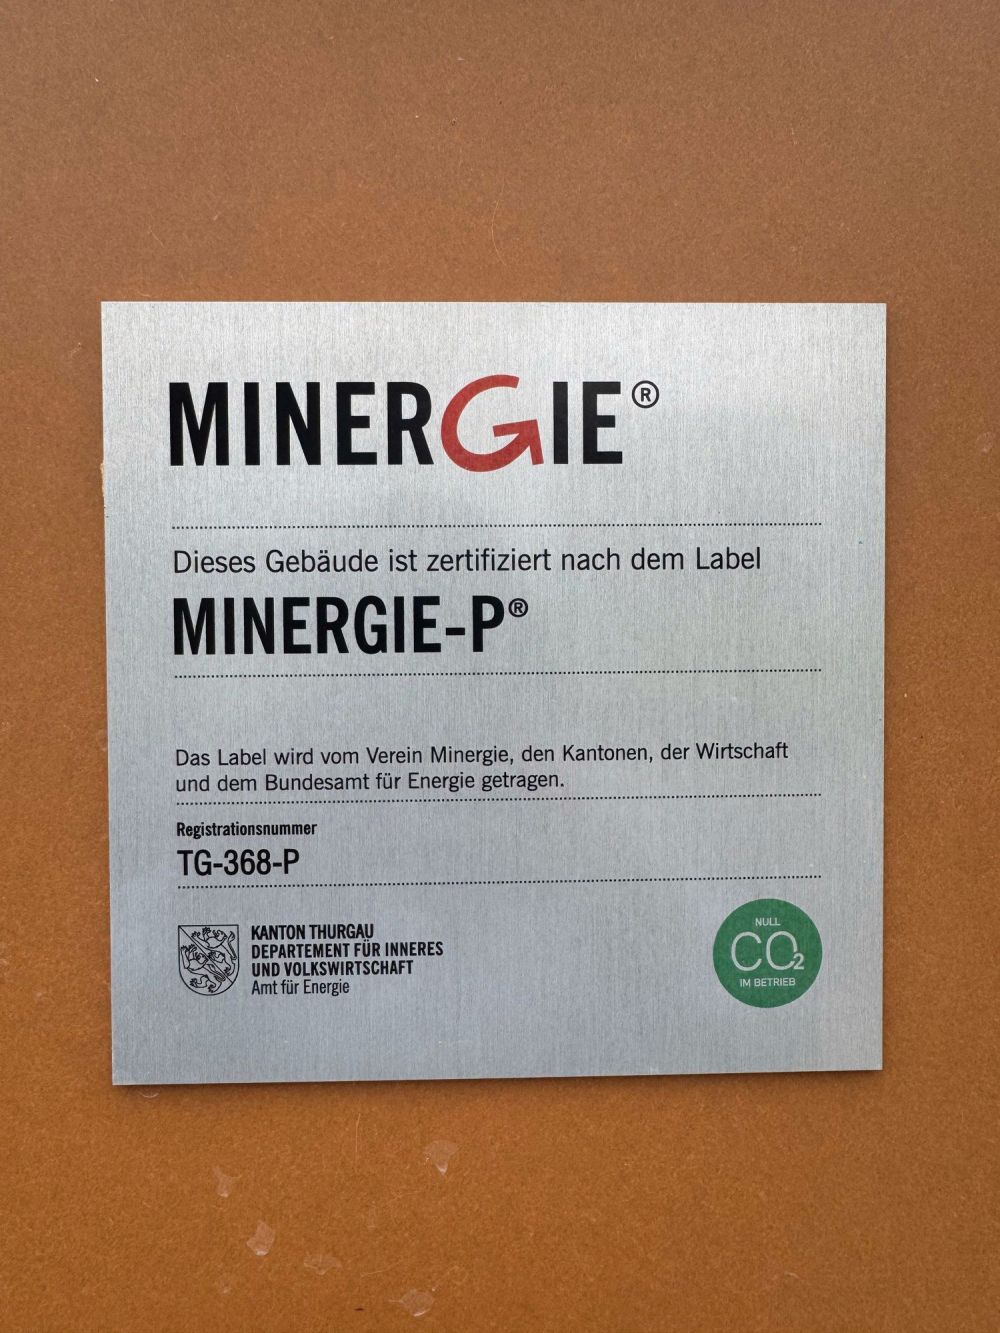 MINERGIE®
Dieses Gebäude ist zertifiziert nach dem Label
MINERGIE-P®
Das Label wird vom Verein Minergie, den Kantonen, der Wirtschaft
und dem Bundesamt für Energie getragen.
Registrationsnummer
TG-368-P
KANTON THURGAU
DEPARTEMENT FÜR INNERES
UND VOLKSWIRTSCHAFT
Amt für Energie
NULL
CO₂
IM BETRIEB